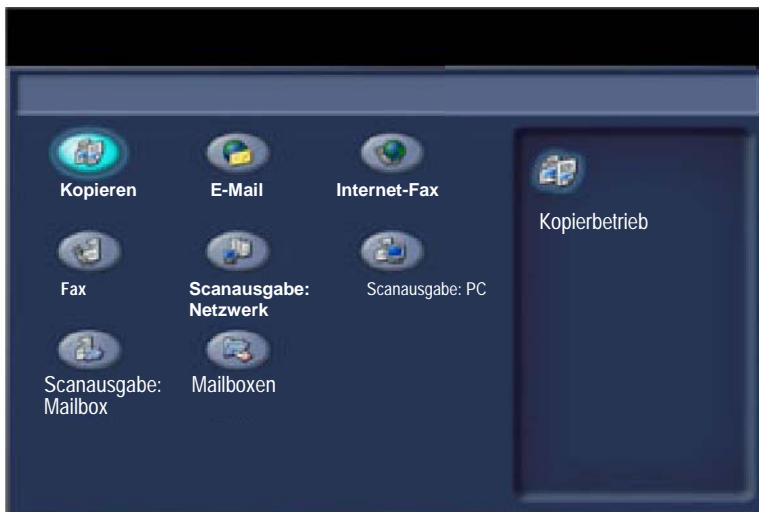 Kopieren
E-Mail
Internet-Fax
Kopierbetrieb
Fax
Scanausgabe:
Netzwerk
Scanausgabe: PC
Scanausgabe:
Mailbox
Mailboxen